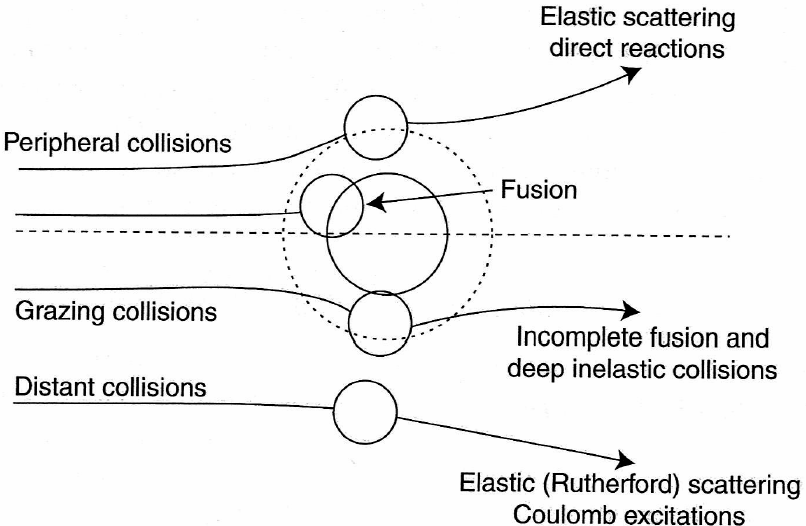 Elastic scattering
direct reactions
Peripheral collisions
Fusion
Grazing collisions
Incomplete fusion and
deep inelastic collisions
Distant collisions
Elastic (Rutherford) scattering
Coulomb excitations